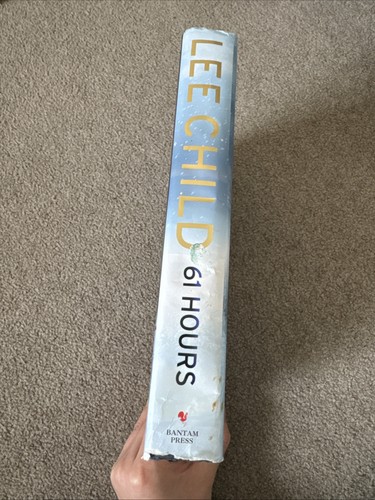 LEE CHILD
61 HOURS
BANTAM
PRESS